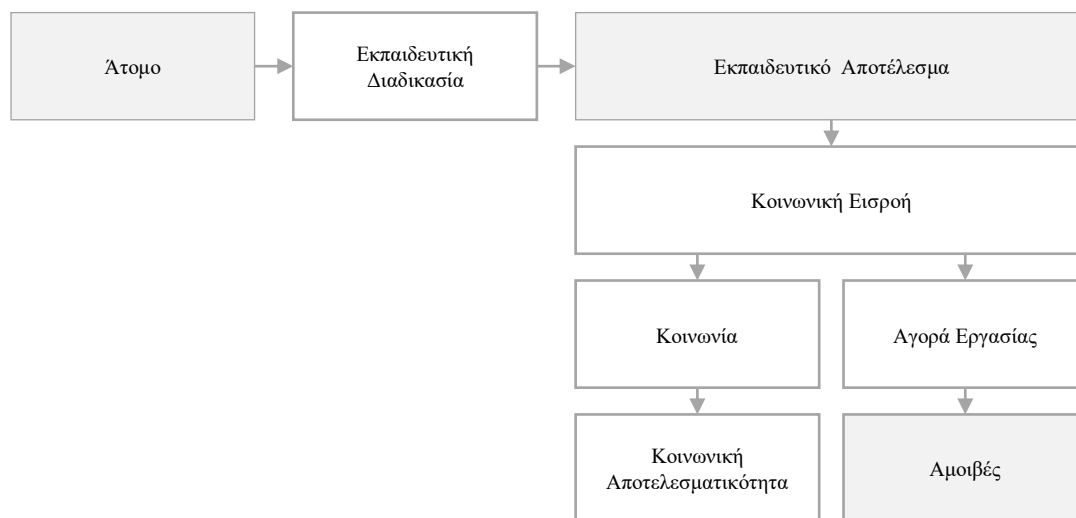 Άτομο
Εκπαιδευτική
Διαδικασία
Εκπαιδευτικό Αποτέλεσμα
Κοινωνική Εισροή
Κοινωνία
Αγορά Εργασίας
Κοινωνική
Αποτελεσματικότητα
Αμοιβές